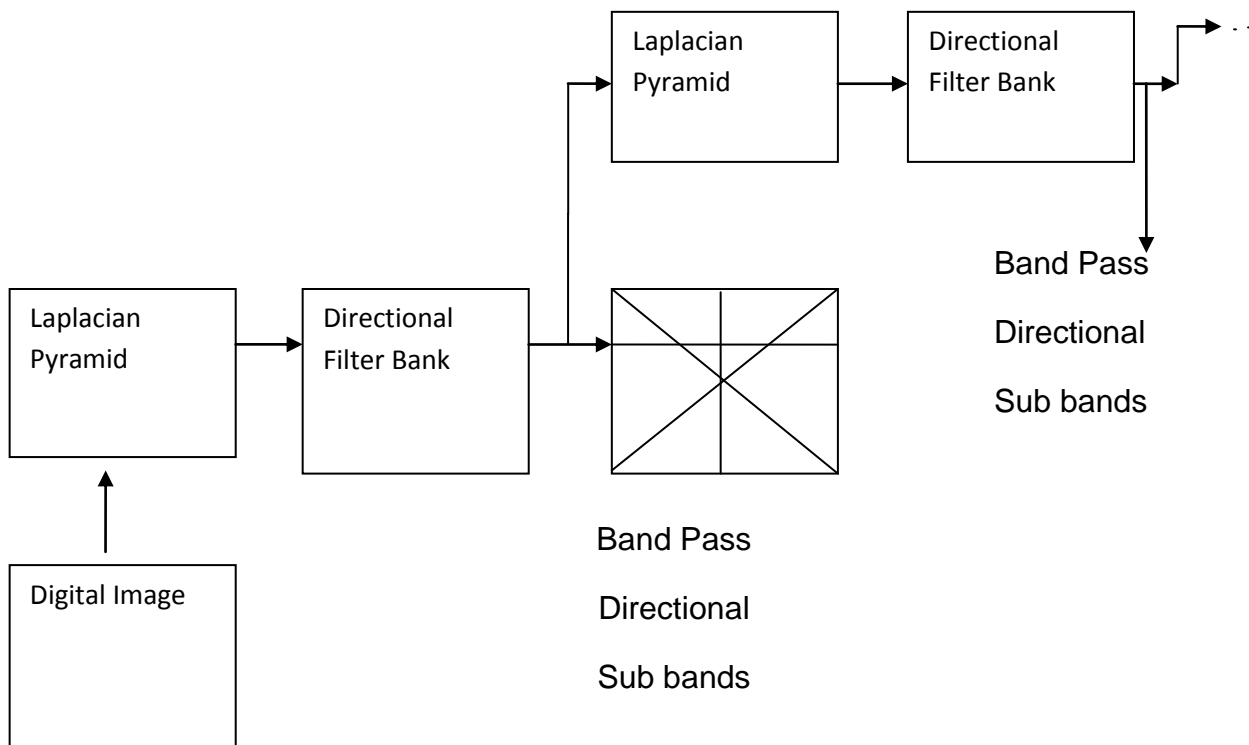 Laplacian
Pyramid
Directional
Filter Bank
Band Pass
Directional
Sub bands
Laplacian
Pyramid
Directional
Filter Bank
Band Pass
Directional
Sub bands
Digital Image